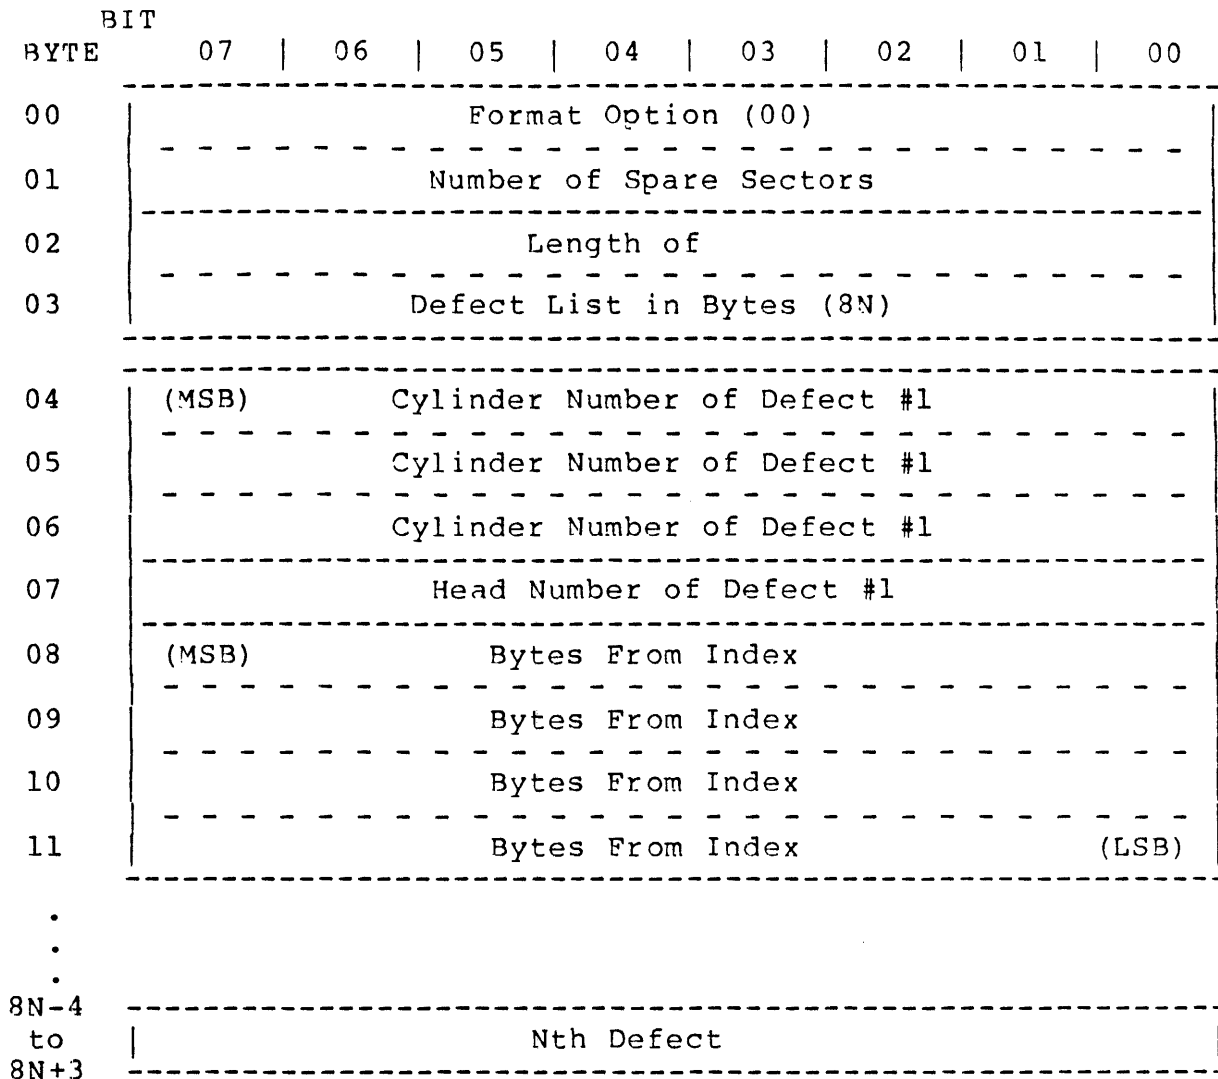 BIT
BYTE 07 | 06 | 05 | 04 | 03 | 02 | 01 | 00
00 Format Option (00)
01 Number of Spare Sectors
02 Length of
03 Defect List in Bytes (8N)
04 (MSB) Cylinder Number of Defect #1
05 Cylinder Number of Defect #1
06 Cylinder Number of Defect #1
07 Head Number of Defect #1
08 (MSB) Bytes From Index
09 Bytes From Index
10 Bytes From Index
11 Bytes From Index (LSB)
.
.
.
8N-4
to Nth Defect
8N+3